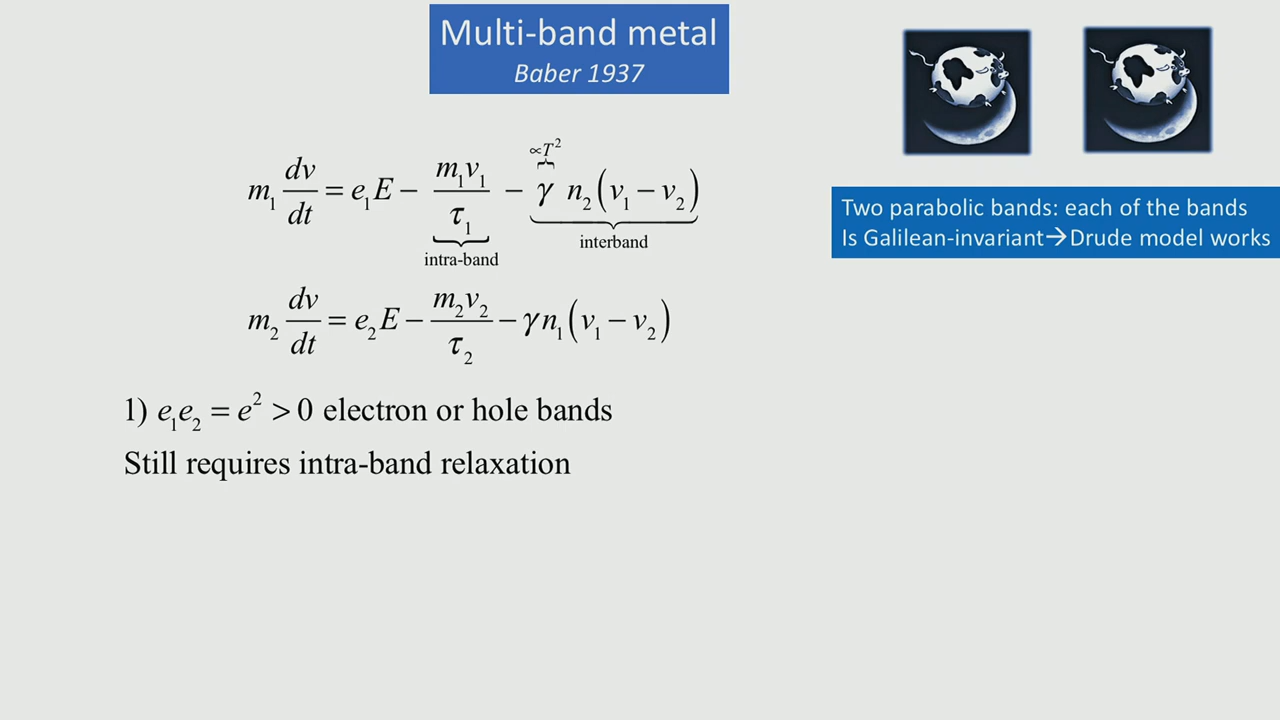 Multi-band metal
Baber 1937
m₁ dv/dt = e₁E − m₁v₁/τ₁ − γ n₂(v₁ − v₂)
∝T²
intra-band
interband
Two parabolic bands: each of the bands
Is Galilean-invariant→Drude model works
m₂ dv/dt = e₂E − m₂v₂/τ₂ − γn₁(v₁ − v₂)
1) e₁e₂ = e² > 0 electron or hole bands
Still requires intra-band relaxation